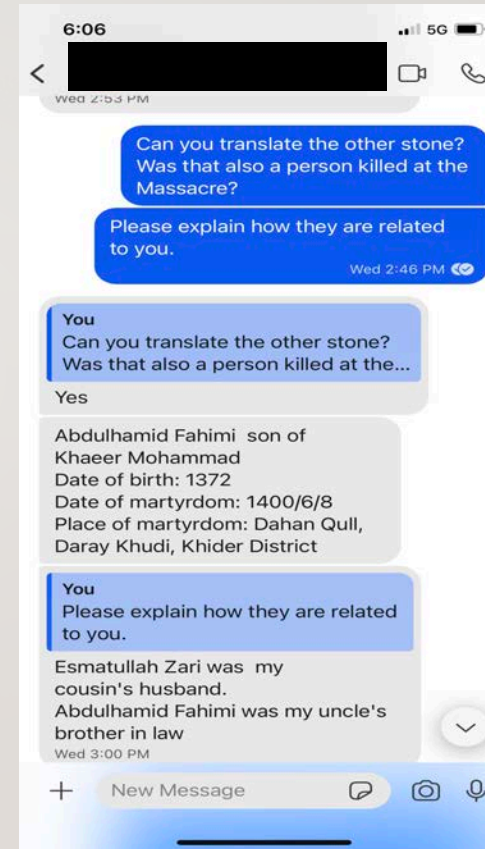 6:06
5G
Wed 2:53 PM
Can you translate the other stone?
Was that also a person killed at the
Massacre?
Please explain how they are related
to you.
Wed 2:46 PM
You
Can you translate the other stone?
Was that also a person killed at the...
Yes
Abdulhamid Fahimi son of
Khaeer Mohammad
Date of birth: 1372
Date of martyrdom: 1400/6/8
Place of martyrdom: Dahan Qull,
Daray Khudi, Khider District
You
Please explain how they are related
to you.
Esmatullah Zari was my
cousin's husband.
Abdulhamid Fahimi was my uncle's
brother in law
Wed 3:00 PM
New Message